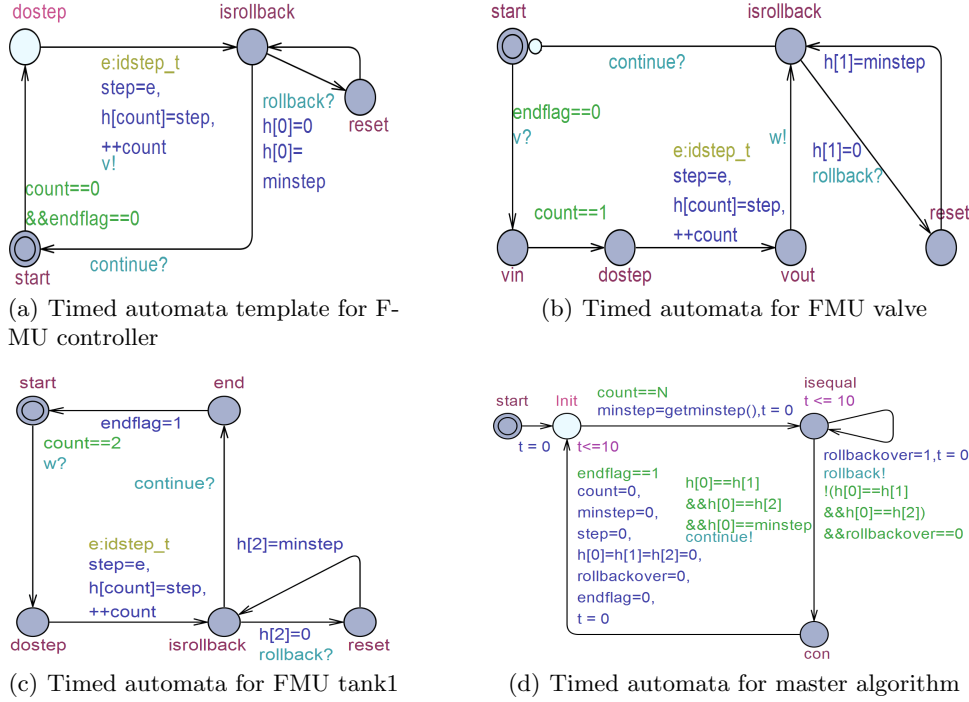 dostep
isrollback
e:idstep_t
step=e,
h[count]=step,
++count
v!
rollback?
h[0]=0
h[0]=
minstep
reset
count==0
&&endflag==0
continue?
start
(a) Timed automata template for F-
MU controller
start
isrollback
continue?
h[1]=minstep
endflag==0
v?
e:idstep_t
step=e,
h[count]=step,
++count
w!
h[1]=0
rollback?
count==1
reset
vin
dostep
vout
(b) Timed automata for FMU valve
start
end
endflag=1
count==2
w?
continue?
e:idstep_t
step=e,
h[count]=step,
++count
h[2]=minstep
dostep
isrollback
h[2]=0
rollback?
reset
(c) Timed automata for FMU tank1
start
Init
count==N
minstep=getminstep(),t = 0
isequal
t <= 10
t = 0
t<=10
rollbackover=1,t = 0
rollback!
!(h[0]==h[1]
&&h[0]==h[2])
&&rollbackover==0
endflag==1
count=0,
minstep=0,
step=0,
h[0]=h[1]=h[2]=0,
rollbackover=0,
endflag=0,
t = 0
h[0]==h[1]
&&h[0]==h[2]
&&h[0]==minstep
continue!
con
(d) Timed automata for master algorithm